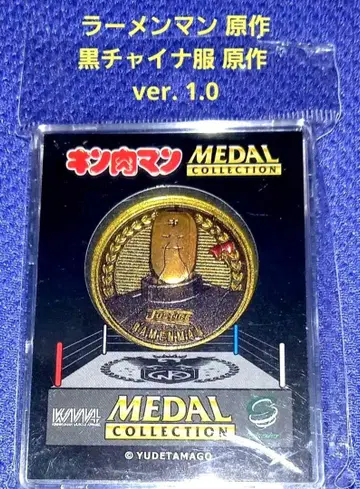 ラーメンマン 原作
黒チャイナ服 原作
ver. 1.0
キン肉マン MEDAL
COLLECTION
RAMENMAN
MEDAL
COLLECTION
© YUDETAMAGO